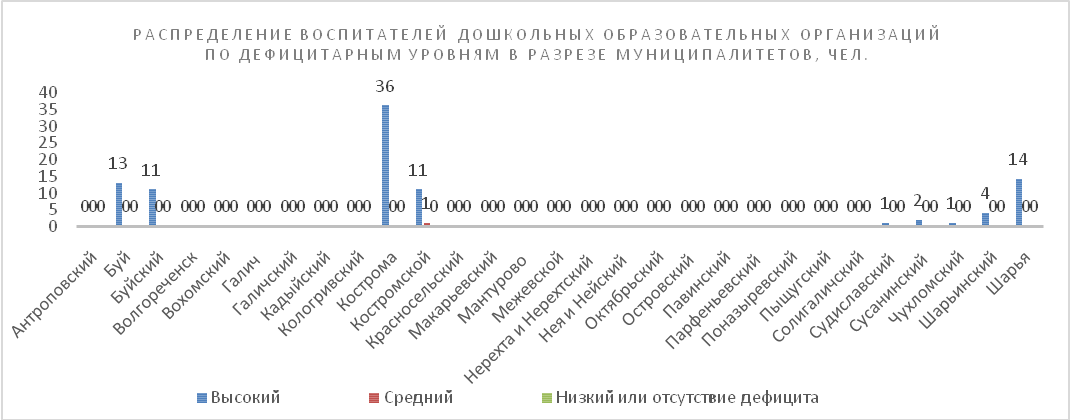 РАСПРЕДЕЛЕНИЕ ВОСПИТАТЕЛЕЙ ДОШКОЛЬНЫХ ОБРАЗОВАТЕЛЬНЫХ ОРГАНИЗАЦИЙ
ПО ДЕФИЦИТАРНЫМ УРОВНЯМ В РАЗРЕЗЕ МУНИЦИПАЛИТЕТОВ, ЧЕЛ.
40
35
30
25
20
15
10
5
0
000
13 00
11 00
000
000
000
000
000
000
36 00
11 1 0
000
000
000
000
000
000
000
000
000
000
000
000
000
1 00
2 00
1 00
4 00
14 00
Антроповский
Буй
Буйский
Волгореченск
Вохомский
Галич
Галичский
Кадыйский
Кологривский
Кострома
Костромской
Красносельский
Макарьевский
Мантурово
Межевской
Нерехта и Нерехтский
Нея и Нейский
Октябрьский
Островский
Павинский
Парфеньевский
Поназыревский
Пыщугский
Солигаличский
Судиславский
Сусанинский
Чухломский
Шарьинский
Шарья
Высокий
Средний
Низкий или отсутствие дефицита